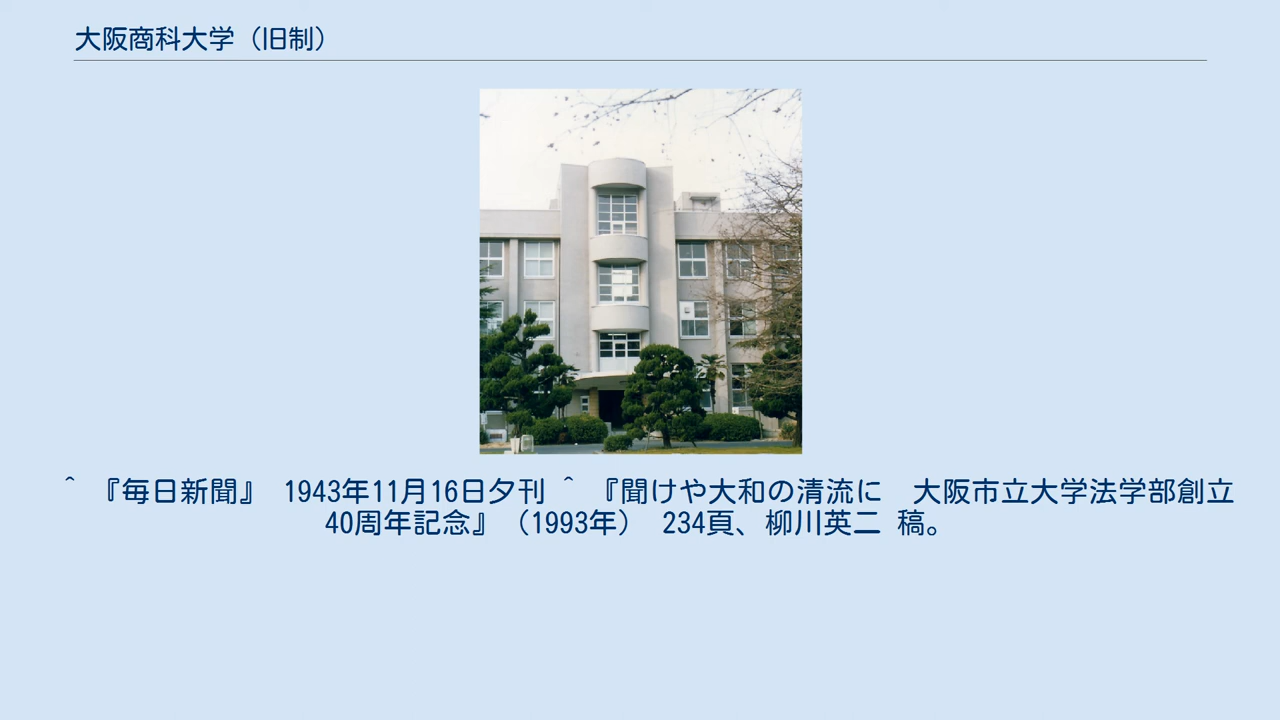 大阪商科大学（旧制）
^ 『毎日新聞』 1943年11月16日夕刊 ^ 『聞けや大和の清流に　大阪市立大学法学部創立
40周年記念』（1993年） 234頁、柳川英二 稿。